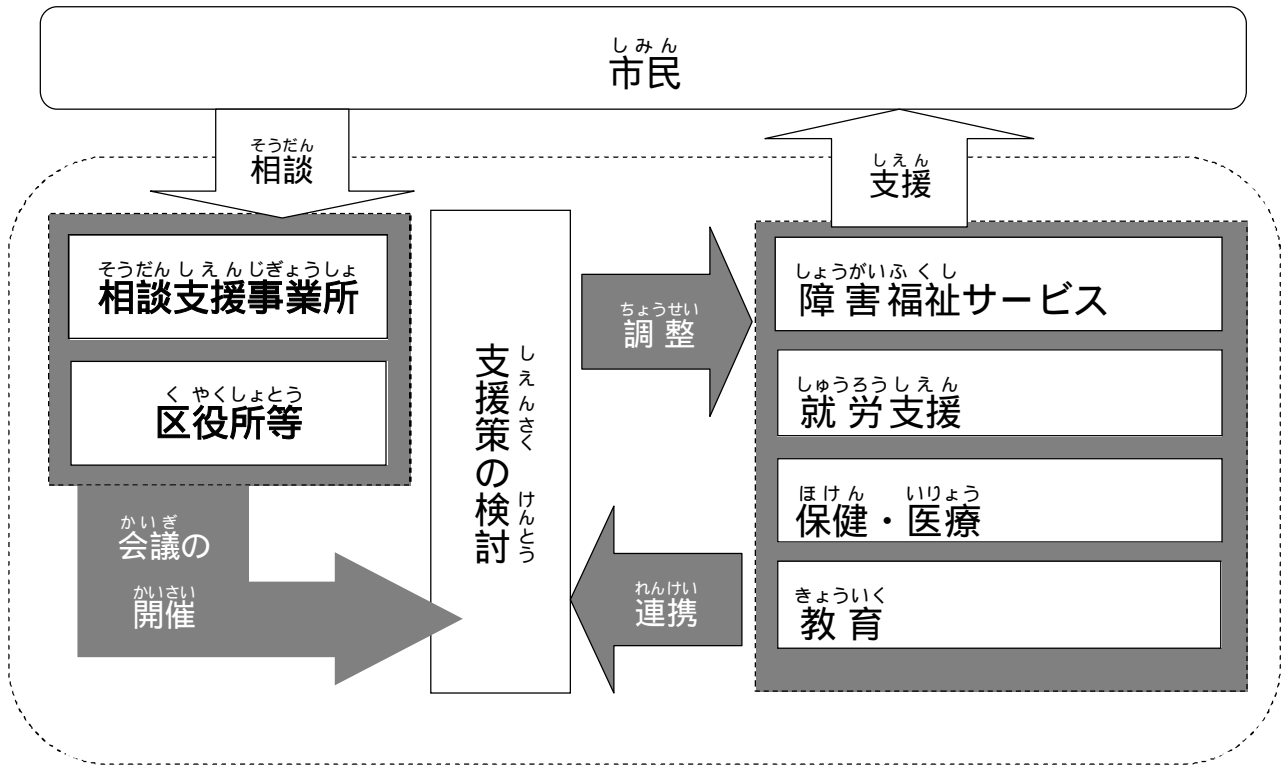 しみん
市民
そうだん
相談
しえん
支援
そうだんしえんじぎょうしょ
相談支援事業所
くやくしょとう
区役所等
かいぎ
会議の
かいさい
開催
しえんさく けんとう
支援策の検討
ちょうせい
調整
れんけい
連携
しょうがいふくし
障害福祉サービス
しゅうろうしえん
就労支援
ほけん いりょう
保健・医療
きょういく
教育